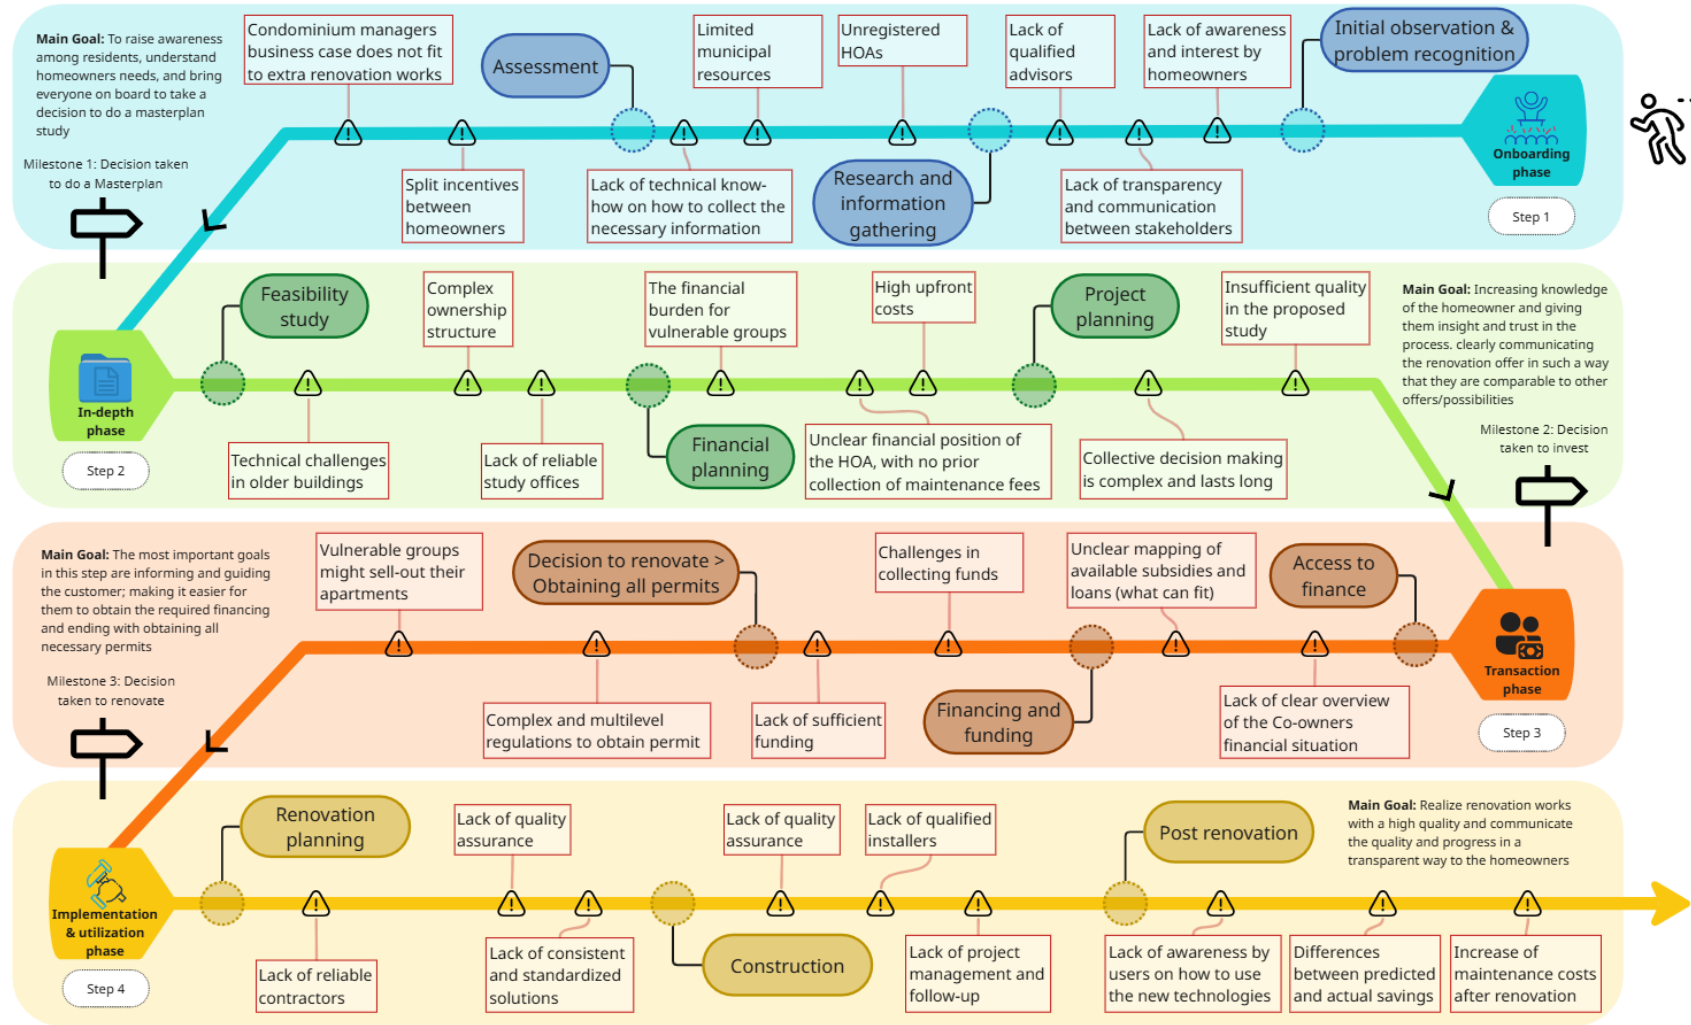 Main Goal: To raise awareness
among residents, understand
homeowners needs, and bring
everyone on board to take a
decision to do a masterplan
study
Milestone 1: Decision taken
to do a Masterplan
Condominium managers
business case does not fit
to extra renovation works
Assessment
Limited
municipal
resources
Unregistered
HOAs
Lack of
qualified
advisors
Lack of awareness
and interest by
homeowners
Initial observation &
problem recognition
Onboarding
phase
Step 1
Split incentives
between
homeowners
Lack of technical know-
how on how to collect the
necessary information
Research and
information
gathering
Lack of transparency
and communication
between stakeholders
Feasibility
study
Complex
ownership
structure
The financial
burden for
vulnerable groups
High upfront
costs
Project
planning
Insufficient quality
in the proposed
study
Main Goal: Increasing knowledge
of the homeowner and giving
them insight and trust in the
process. clearly communicating
the renovation offer in such a way
that they are comparable to other
offers/possibilities
Milestone 2: Decision
taken to invest
In-depth
phase
Step 2
Technical challenges
in older buildings
Lack of reliable
study offices
Financial
planning
Unclear financial position of
the HOA, with no prior
collection of maintenance fees
Collective decision making
is complex and lasts long
Main Goal: The most important goals
in this step are informing and guiding
the customer; making it easier for
them to obtain the required financing
and ending with obtaining all
necessary permits
Milestone 3: Decision
taken to renovate
Vulnerable groups
might sell-out their
apartments
Decision to renovate >
Obtaining all permits
Challenges in
collecting funds
Unclear mapping of
available subsidies and
loans (what can fit)
Access to
finance
Transaction
phase
Step 3
Complex and multilevel
regulations to obtain permit
Lack of sufficient
funding
Financing and
funding
Lack of clear overview
of the Co-owners
financial situation
Renovation
planning
Lack of quality
assurance
Lack of quality
assurance
Lack of qualified
installers
Post renovation
Main Goal: Realize renovation works
with a high quality and communicate
the quality and progress in a
transparent way to the homeowners
Implementation
& utilization
phase
Step 4
Lack of reliable
contractors
Lack of consistent
and standardized
solutions
Construction
Lack of project
management and
follow-up
Lack of awareness by
users on how to use
the new technologies
Differences
between predicted
and actual savings
Increase of
maintenance costs
after renovation